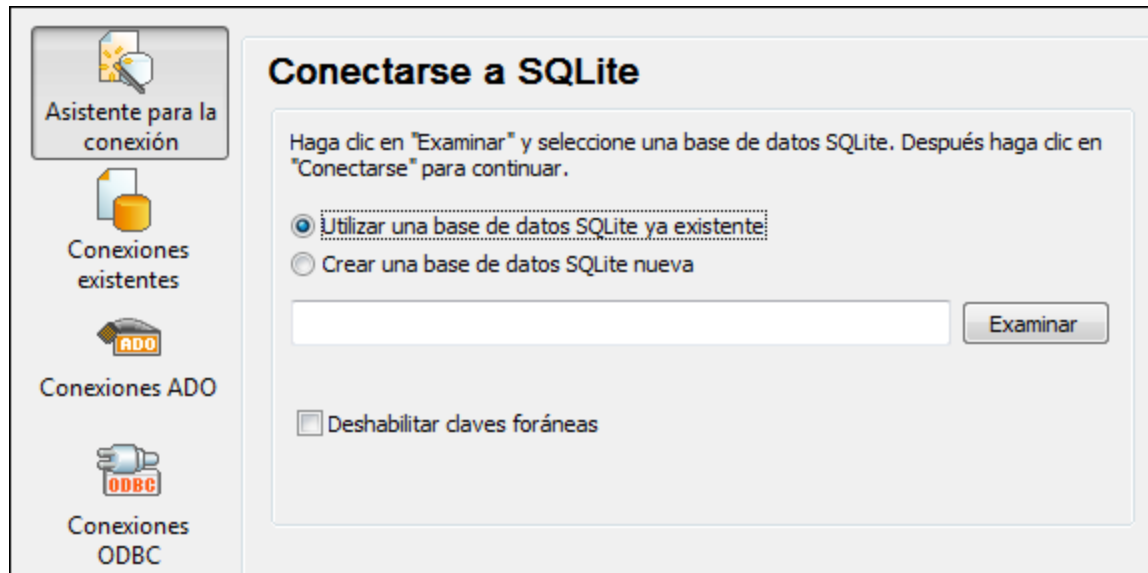 Asistente para la
conexión
Conexiones
existentes
ADO
Conexiones ADO
ODBC
Conexiones
ODBC
Conectarse a SQLite
Haga clic en "Examinar" y seleccione una base de datos SQLite. Después haga clic en
"Conectarse" para continuar.
Utilizar una base de datos SQLite ya existente
Crear una base de datos SQLite nueva
Examinar
Deshabilitar claves foráneas